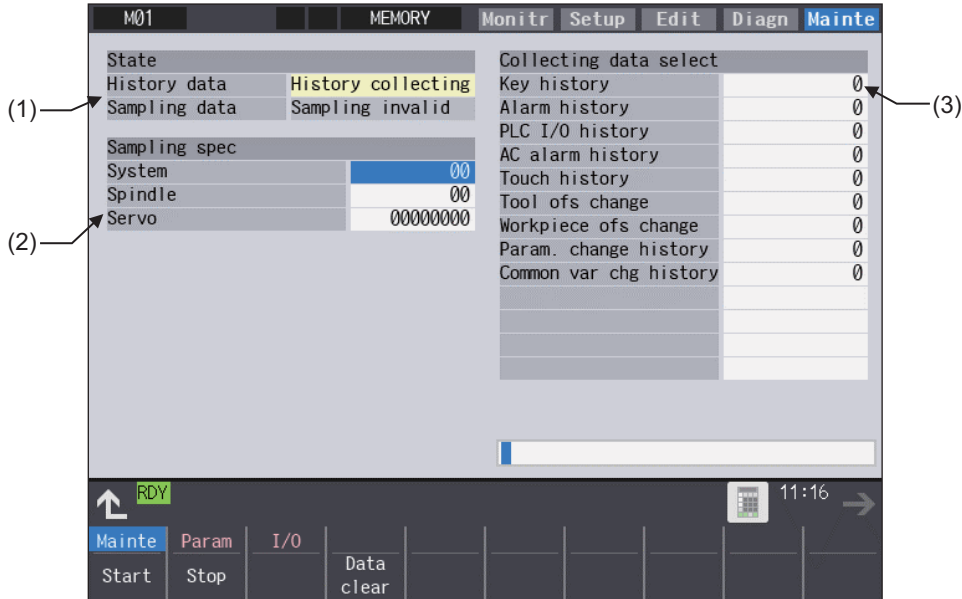 M01 MEMORY Monitr Setup Edit Diagn Mainte
State
History data History collecting
Sampling data Sampling invalid
(1)
Sampling spec
System 00
Spindle 00
Servo 00000000
(2)
Collecting data select
Key history 0
(3)
Alarm history 0
PLC I/O history 0
AC alarm history 0
Touch history 0
Tool ofs change 0
Workpiece ofs change 0
Param. change history 0
Common var chg history 0
RDY 11:16
Mainte Param I/O
Start Stop Data
clear